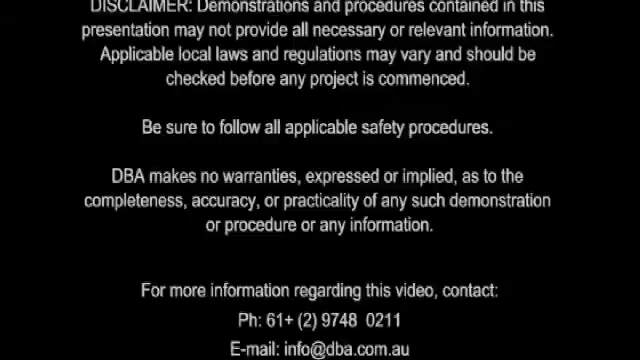 DISCLAIMER: Demonstrations and procedures contained in this
presentation may not provide all necessary or relevant information.
Applicable local laws and regulations may vary and should be
checked before any project is commenced.
Be sure to follow all applicable safety procedures.
DBA makes no warranties, expressed or implied, as to the
completeness, accuracy, or practicality of any such demonstration
or procedure or any information.
For more information regarding this video, contact:
Ph: 61+ (2) 9748 0211
E-mail: info@dba.com.au